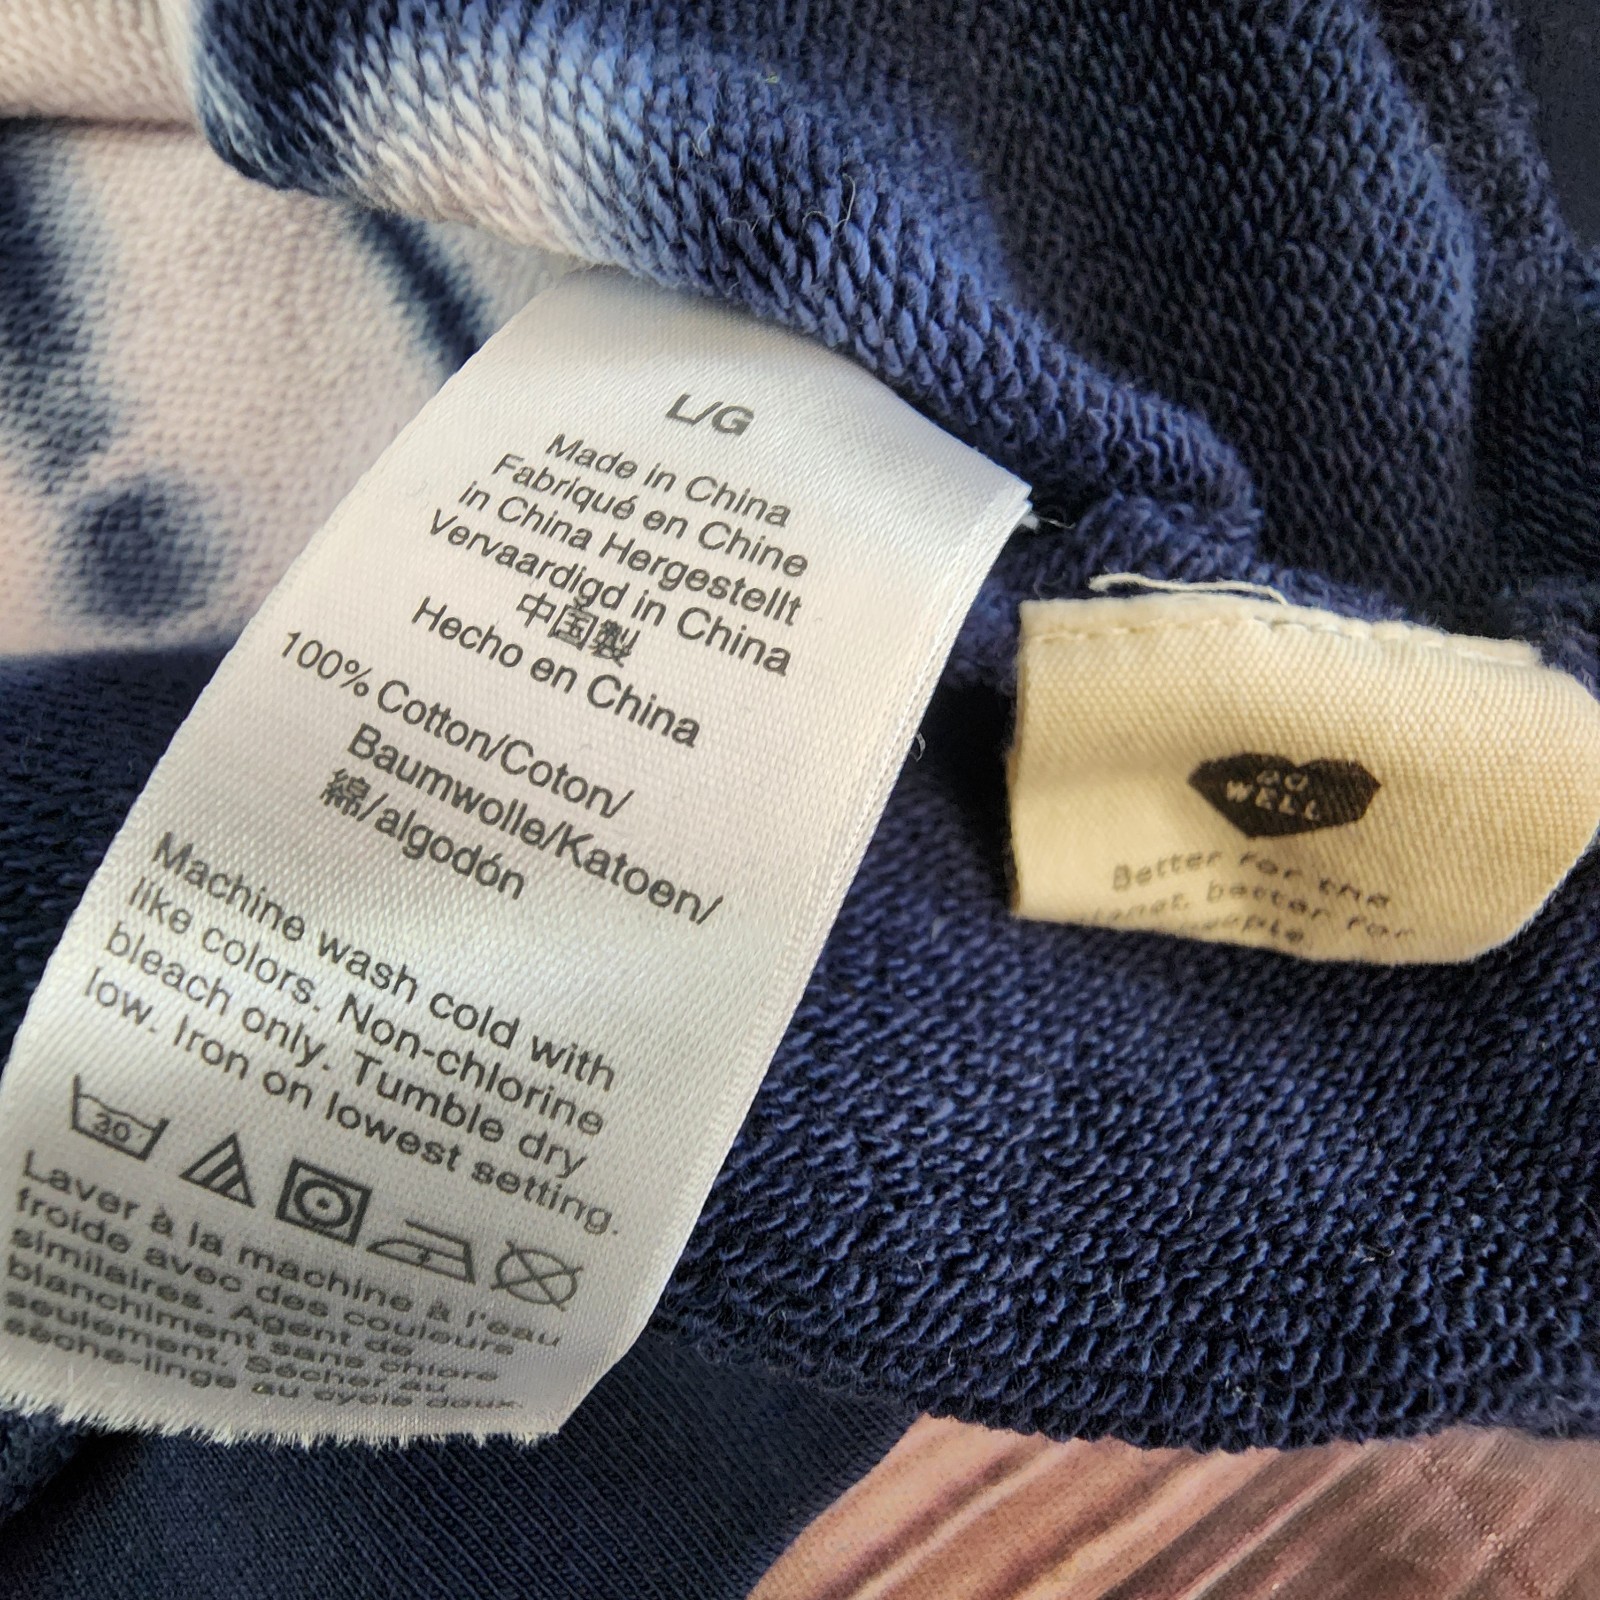 L/G
Made in China
Fabriqué en Chine
in China Hergestellt
Vervaardigd in China
中国製
Hecho en China
100% Cotton/Coton/
Baumwolle/Katoen/
綿/algodón
Machine wash cold with
like colors. Non-chlorine
bleach only. Tumble dry
low. Iron on lowest setting.
30
Laver à la machine à l'eau
froide avec des couleurs
similaires. Agent de
blanchiment sans chlore
seulement. Sécher au
sèche-linge au cycle doux.
DO
WELL
Better for the
planet, better for
people.